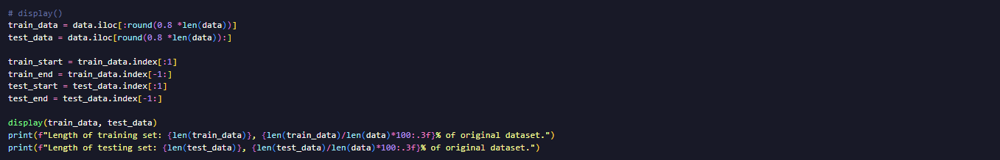 # display()
train_data = data.iloc[:round(0.8 *len(data))]
test_data = data.iloc[round(0.8 *len(data)):]
train_start = train_data.index[:1]
train_end = train_data.index[-1:]
test_start = test_data.index[:1]
test_end = test_data.index[-1:]
display(train_data, test_data)
print(f"Length of training set: {len(train_data)}, {len(train_data)/len(data)*100:.3f}% of original dataset.")
print(f"Length of testing set: {len(test_data)}, {len(test_data)/len(data)*100:.3f}% of original dataset.")